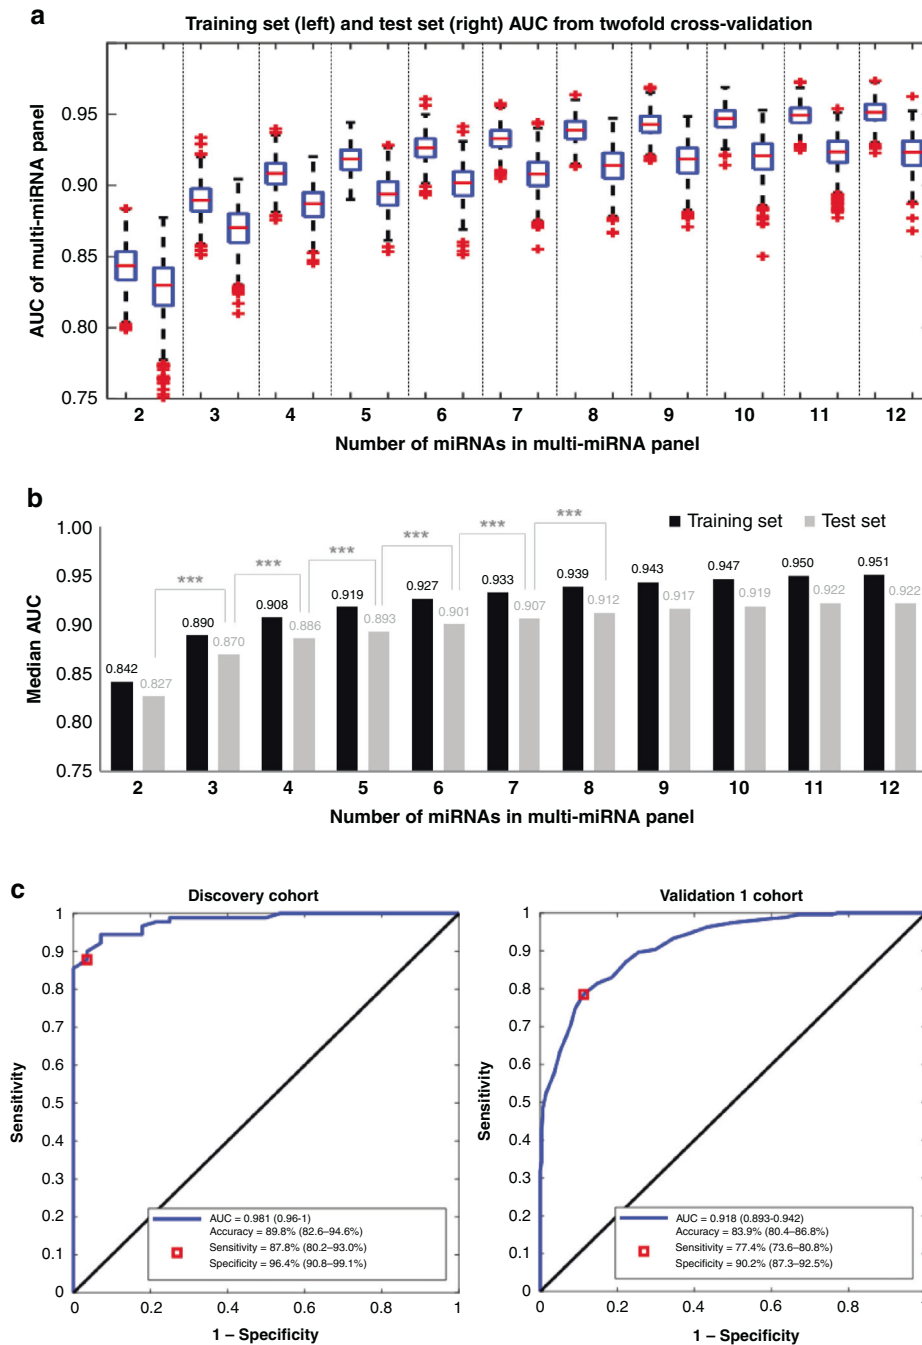 a
Training set (left) and test set (right) AUC from twofold cross-validation
AUC of multi-miRNA panel
0.95
0.90
0.85
0.80
0.75
2 3 4 5 6 7 8 9 10 11 12
Number of miRNAs in multi-miRNA panel
b
Median AUC
1.00
0.95
0.90
0.85
0.80
0.75
Training set Test set
*** *** *** *** *** ***
0.842 0.827 0.890 0.870 0.908 0.886 0.919 0.893 0.927 0.901 0.933 0.907 0.939 0.912 0.943 0.917 0.947 0.919 0.950 0.922 0.951 0.922
2 3 4 5 6 7 8 9 10 11 12
Number of miRNAs in multi-miRNA panel
c
Discovery cohort
Sensitivity
1
0.9
0.8
0.7
0.6
0.5
0.4
0.3
0.2
0.1
0
AUC = 0.981 (0.96-1)
Accuracy = 89.8% (82.6–94.6%)
Sensitivity = 87.8% (80.2–93.0%)
Specificity = 96.4% (90.8–99.1%)
0 0.2 0.4 0.6 0.8 1
1 – Specificity
Validation 1 cohort
Sensitivity
1
0.9
0.8
0.7
0.6
0.5
0.4
0.3
0.2
0.1
0
AUC = 0.918 (0.893-0.942)
Accuracy = 83.9% (80.4–86.8%)
Sensitivity = 77.4% (73.6–80.8%)
Specificity = 90.2% (87.3–92.5%)
0 0.2 0.4 0.6 0.8
1 – Specificity